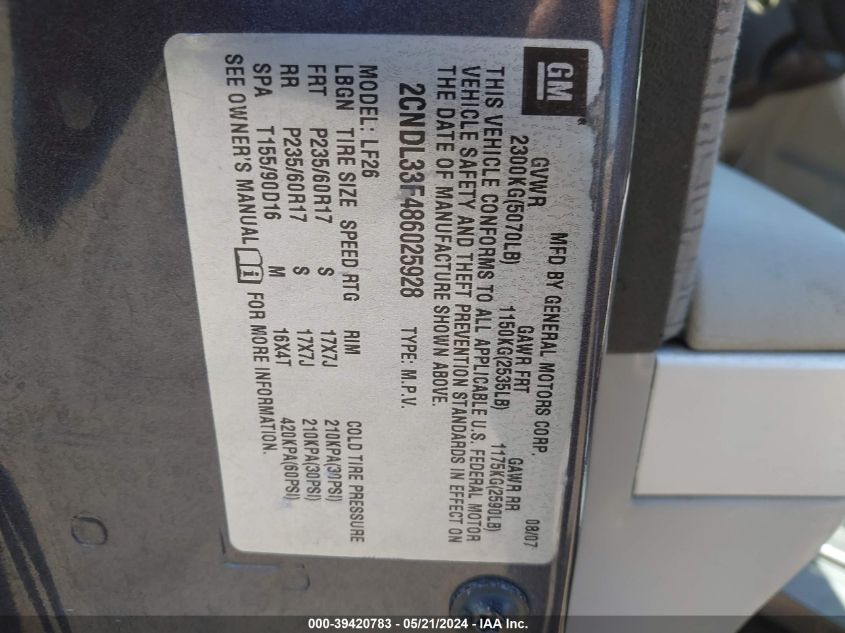 GM
MFD BY GENERAL MOTORS CORP.
08/07
GVWR GAWR FRT GAWR RR
2300KG(5070LB) 1150KG(2535LB) 1175KG(2590LB)
THIS VEHICLE CONFORMS TO ALL APPLICABLE U.S. FEDERAL MOTOR
VEHICLE SAFETY AND THEFT PREVENTION STANDARDS IN EFFECT ON
THE DATE OF MANUFACTURE SHOWN ABOVE.
2CNDL33F486025928 TYPE: M.P.V.
MODEL: LF26
LBGN TIRE SIZE SPEED RTG RIM COLD TIRE PRESSURE
FRT P235/60R17 S 17X7J 210KPA(30PSI)
RR P235/60R17 S 17X7J 210KPA(30PSI)
SPA T155/90D16 M 16X4T 420KPA(60PSI)
SEE OWNER'S MANUAL i FOR MORE INFORMATION.
000-39420783 — 05/21/2024 — IAA Inc.